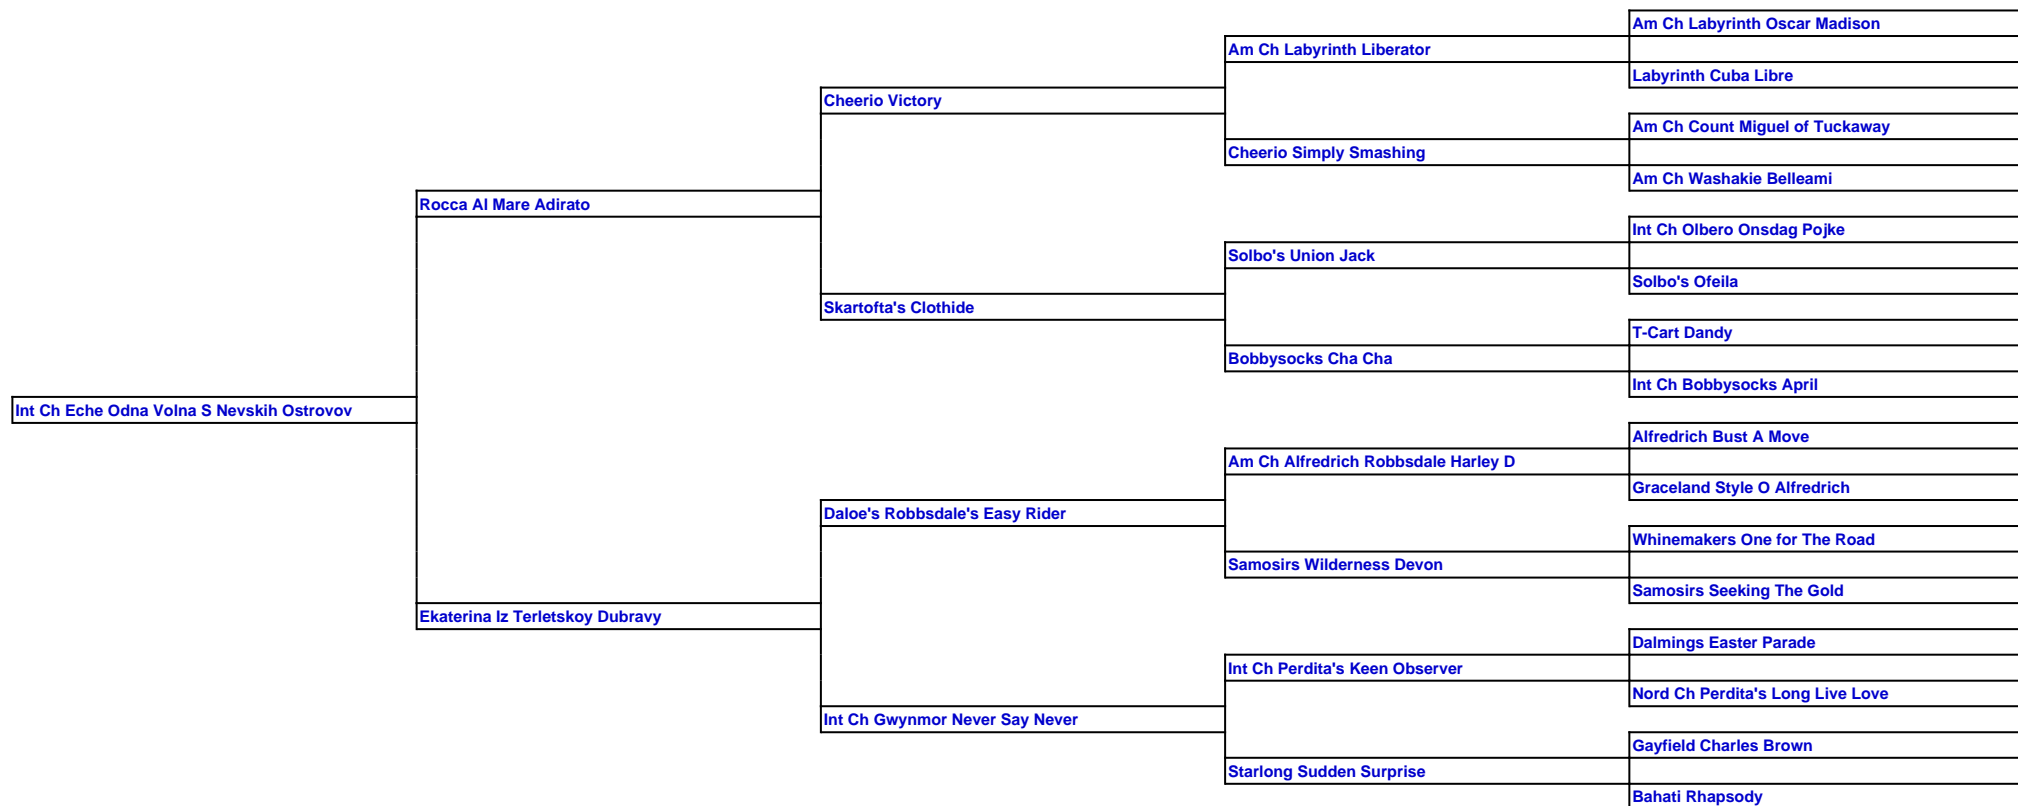 Am Ch Labyrinth Oscar Madison
Am Ch Labyrinth Liberator
Labyrinth Cuba Libre
Cheerio Victory
Am Ch Count Miguel of Tuckaway
Cheerio Simply Smashing
Am Ch Washakie Belleami
Rocca Al Mare Adirato
Int Ch Olbero Onsdag Pojke
Solbo's Union Jack
Solbo's Ofeila
Skartofta's Clothide
T-Cart Dandy
Bobbysocks Cha Cha
Int Ch Bobbysocks April
Int Ch Eche Odna Volna S Nevskih Ostrovov
Alfredrich Bust A Move
Am Ch Alfredrich Robbsdale Harley D
Graceland Style O Alfredrich
Daloe's Robbsdale's Easy Rider
Whinemakers One for The Road
Samosirs Wilderness Devon
Samosirs Seeking The Gold
Ekaterina Iz Terletskoy Dubravy
Dalmings Easter Parade
Int Ch Perdita's Keen Observer
Nord Ch Perdita's Long Live Love
Int Ch Gwynmor Never Say Never
Gayfield Charles Brown
Starlong Sudden Surprise
Bahati Rhapsody